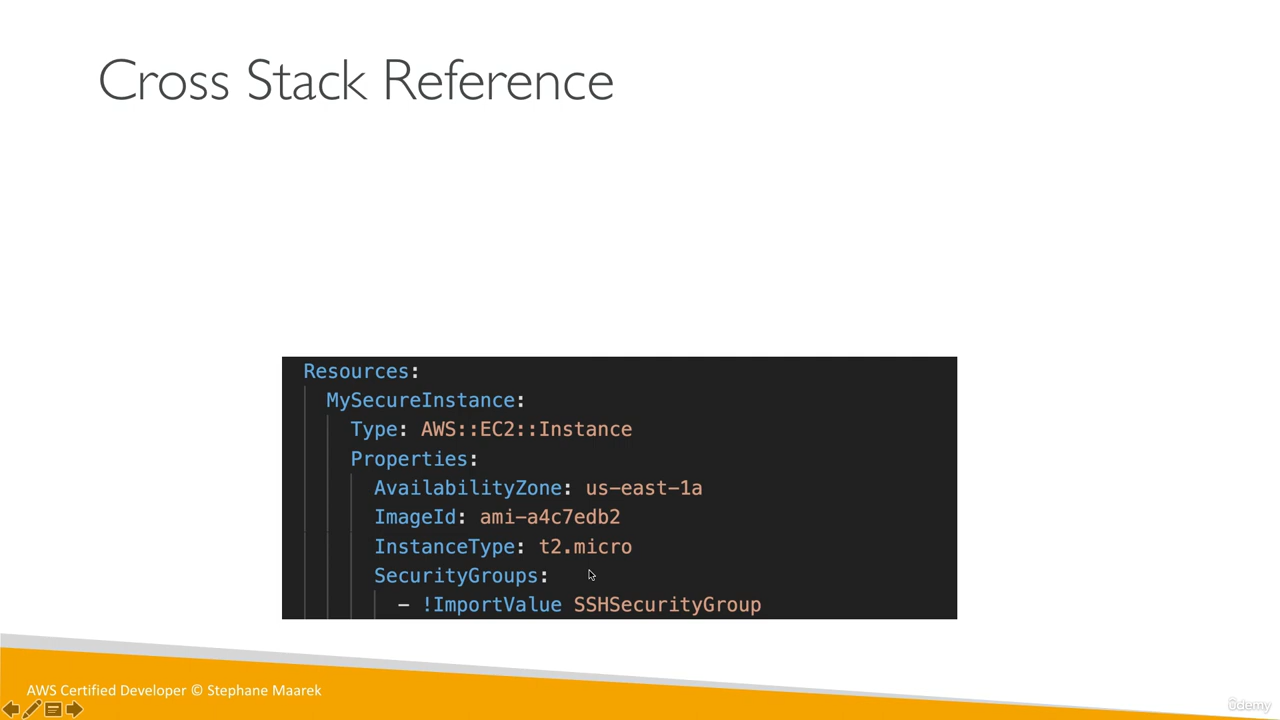 Cross Stack Reference
Resources:
MySecureInstance:
Type: AWS::EC2::Instance
Properties:
AvailabilityZone: us-east-1a
ImageId: ami-a4c7edb2
InstanceType: t2.micro
SecurityGroups:
- !ImportValue SSHSecurityGroup
AWS Certified Developer © Stephane Maarek
ûdemy